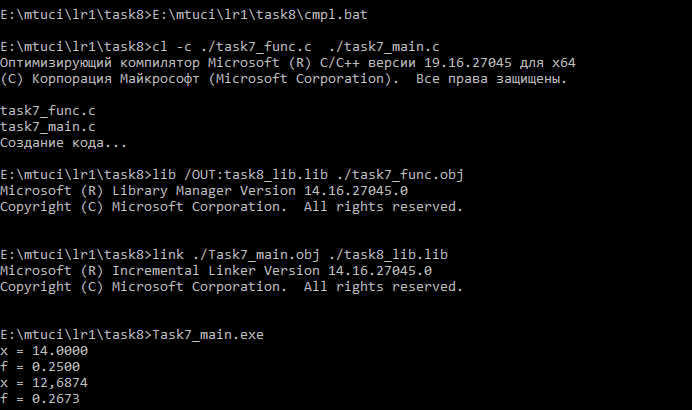 E:\mtuci\lr1\task8>E:\mtuci\lr1\task8\cmpl.bat
E:\mtuci\lr1\task8>cl -c ./task7_func.c  ./task7_main.c
Оптимизирующий компилятор Microsoft (R) C/C++ версии 19.16.27045 для x64
(C) Корпорация Майкрософт (Microsoft Corporation).  Все права защищены.
task7_func.c
task7_main.c
Создание кода...
E:\mtuci\lr1\task8>lib /OUT:task8_lib.lib ./task7_func.obj
Microsoft (R) Library Manager Version 14.16.27045.0
Copyright (C) Microsoft Corporation.  All rights reserved.
E:\mtuci\lr1\task8>link ./Task7_main.obj ./task8_lib.lib
Microsoft (R) Incremental Linker Version 14.16.27045.0
Copyright (C) Microsoft Corporation.  All rights reserved.
E:\mtuci\lr1\task8>Task7_main.exe
x = 14.0000
f = 0.2500
x = 12,6874
f = 0.2673